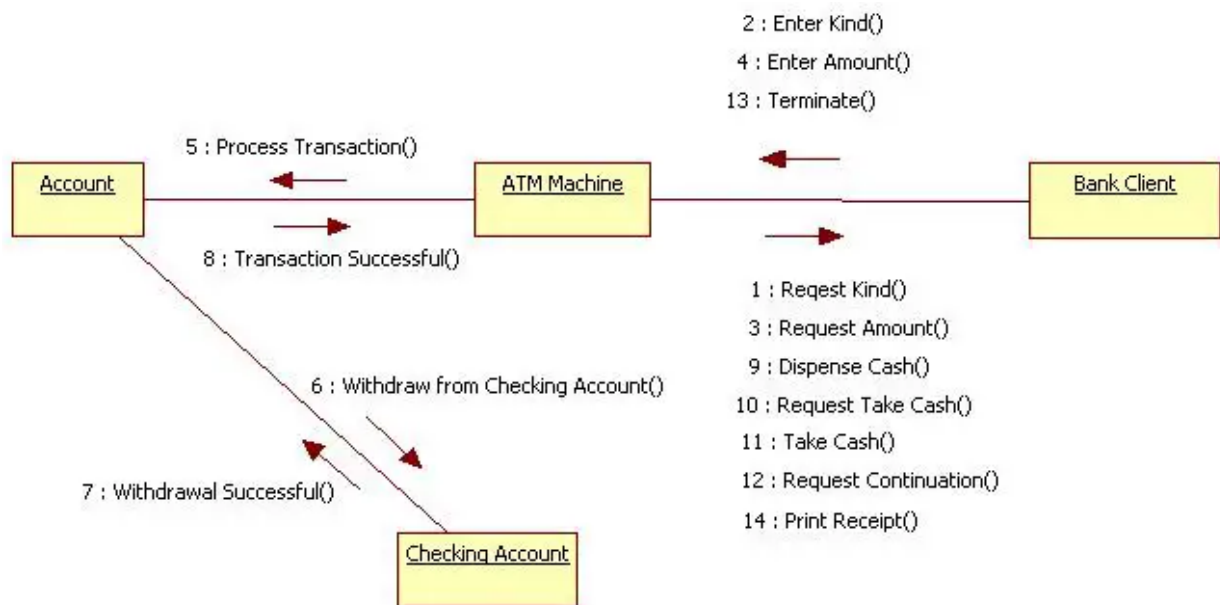 2 : Enter Kind()
4 : Enter Amount()
13 : Terminate()
5 : Process Transaction()
Account
ATM Machine
Bank Client
8 : Transaction Successful()
1 : Reqest Kind()
3 : Request Amount()
9 : Dispense Cash()
6 : Withdraw from Checking Account()
10 : Request Take Cash()
11 : Take Cash()
12 : Request Continuation()
7 : Withdrawal Successful()
14 : Print Receipt()
Checking Account